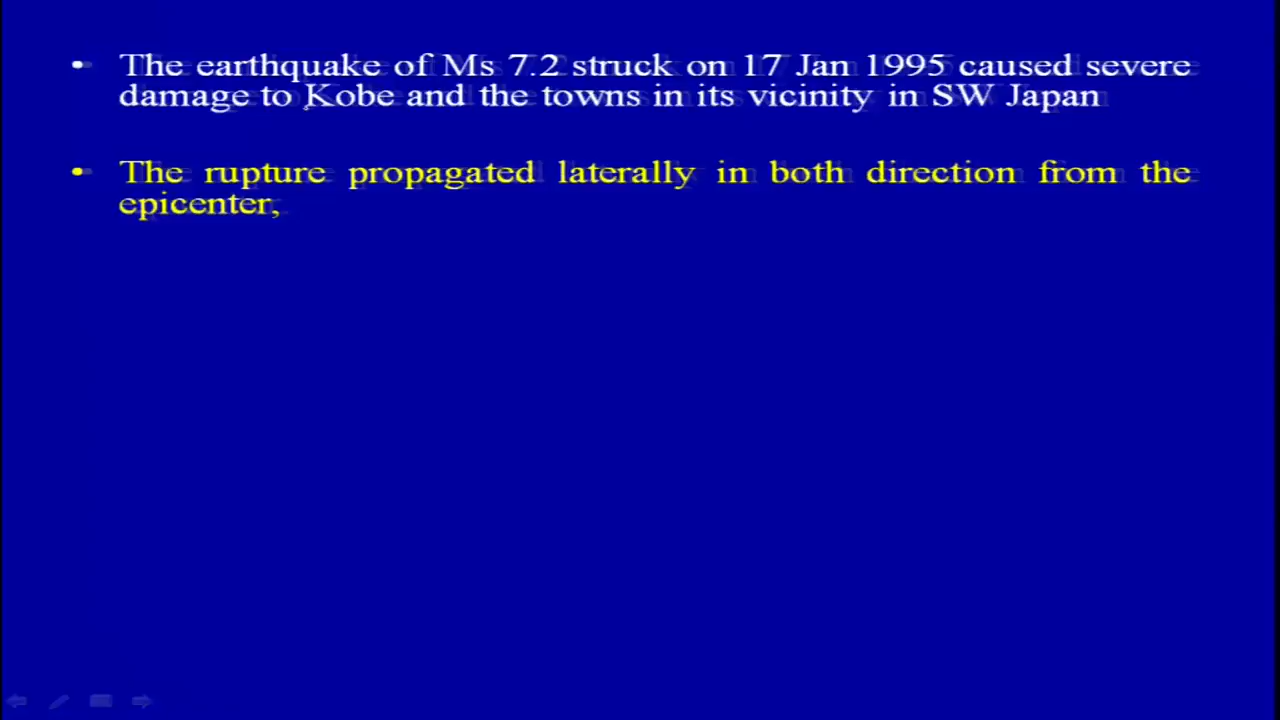 • The earthquake of Ms 7.2 struck on 17 Jan 1995 caused severe
damage to Kobe and the towns in its vicinity in SW Japan
• The rupture propagated laterally in both direction from the
epicenter,